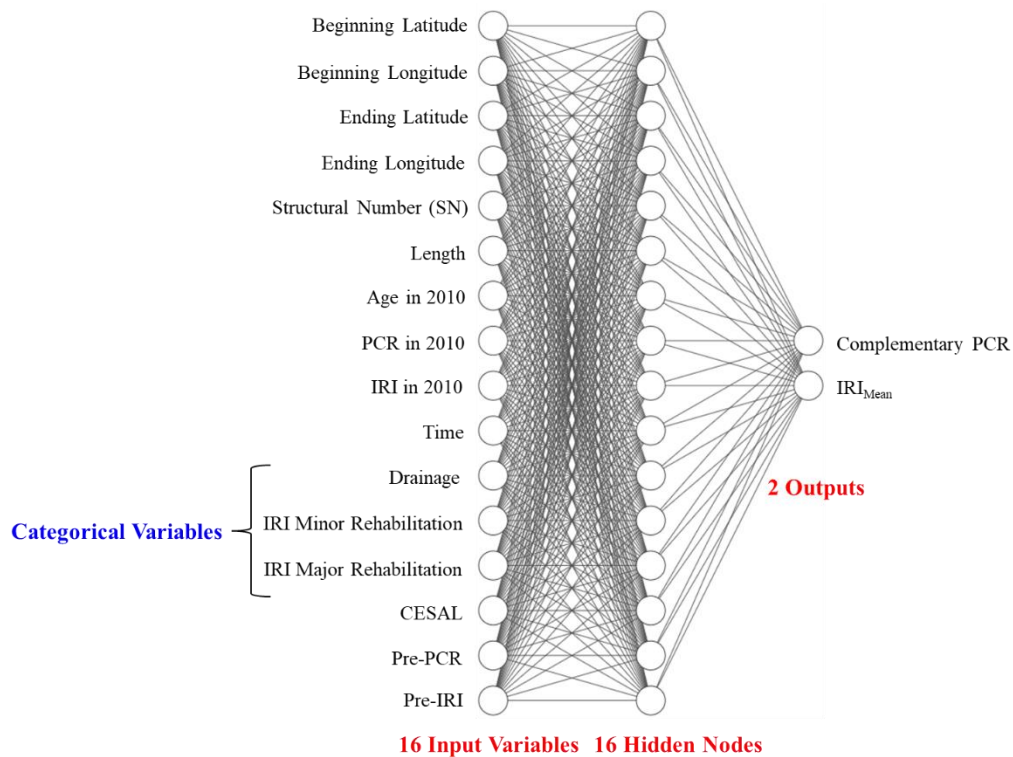 Beginning Latitude
Beginning Longitude
Ending Latitude
Ending Longitude
Structural Number (SN)
Length
Age in 2010
PCR in 2010
IRI in 2010
Time
Drainage
IRI Minor Rehabilitation
IRI Major Rehabilitation
CESAL
Pre-PCR
Pre-IRI
Categorical Variables
Complementary PCR
IRIMean
2 Outputs
16 Input Variables
16 Hidden Nodes